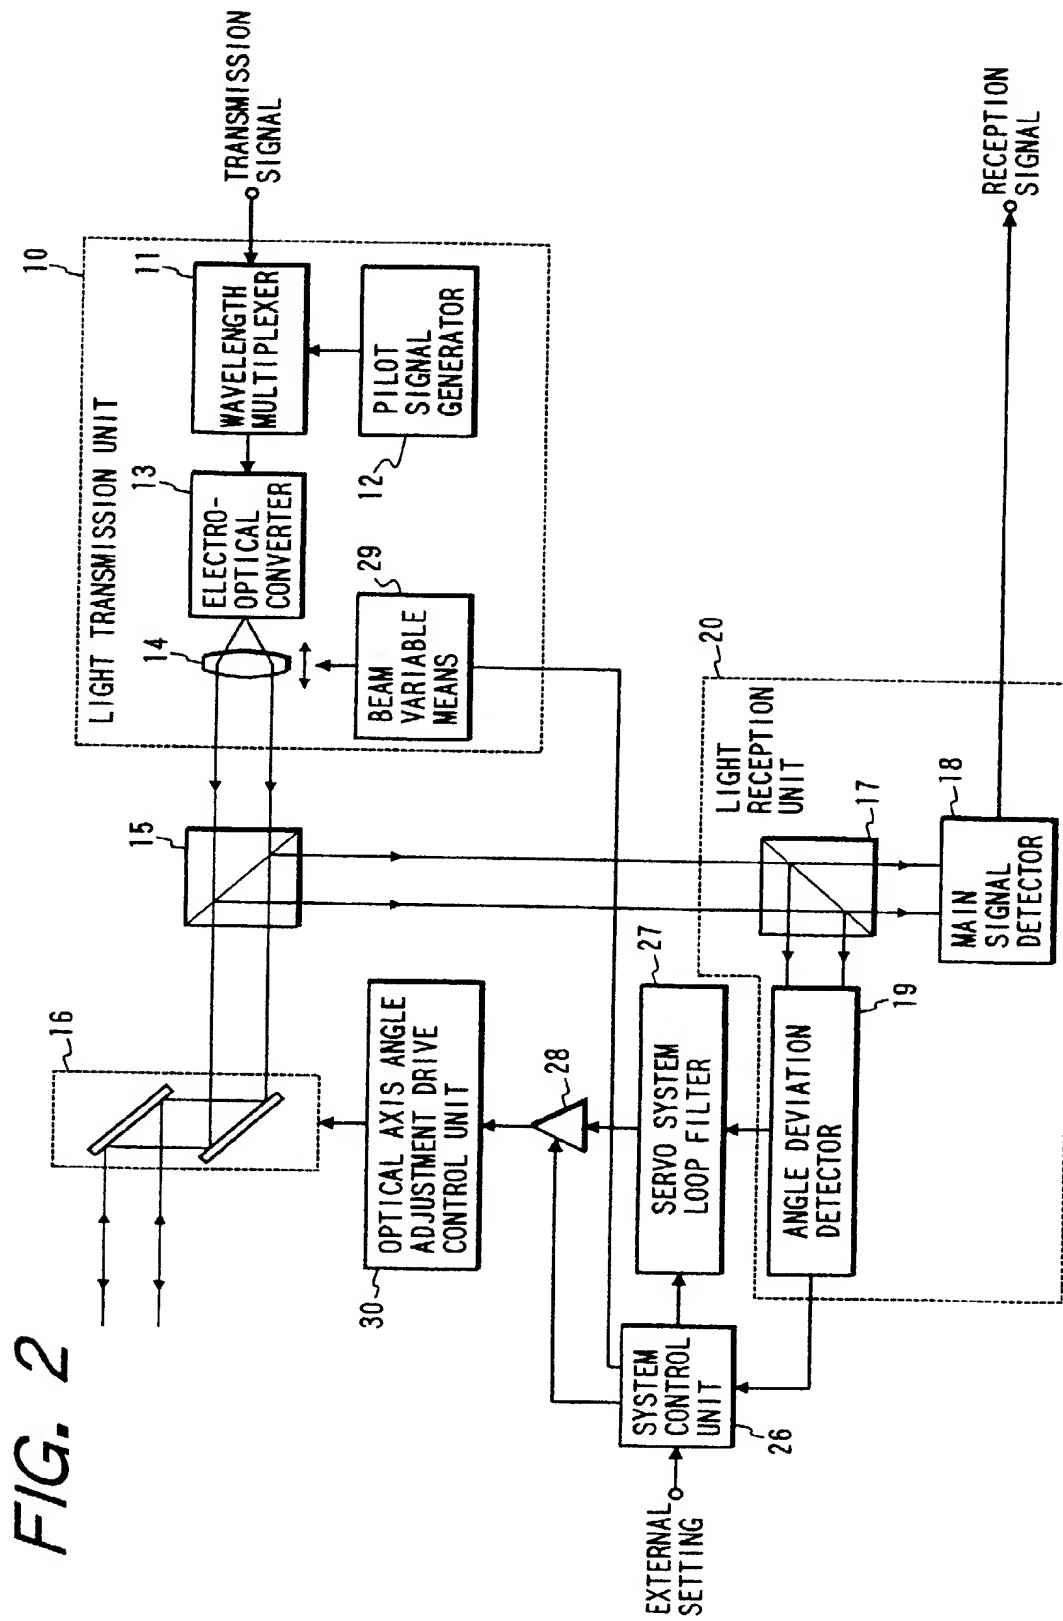 FIG. 2
10
LIGHT TRANSMISSION UNIT
TRANSMISSION
SIGNAL
11
WAVELENGTH
MULTIPLEXER
PILOT
SIGNAL
GENERATOR
12
13
ELECTRO-
OPTICAL
CONVERTER
14
29
BEAM
VARIABLE
MEANS
15
16
30
OPTICAL AXIS ANGLE
ADJUSTMENT DRIVE
CONTROL UNIT
28
27
SERVO SYSTEM
LOOP FILTER
20
LIGHT
RECEPTION
UNIT
17
18
MAIN
SIGNAL
DETECTOR
RECEPTION
SIGNAL
19
ANGLE DEVIATION
DETECTOR
SYSTEM
CONTROL
UNIT
26
EXTERNAL
SETTING